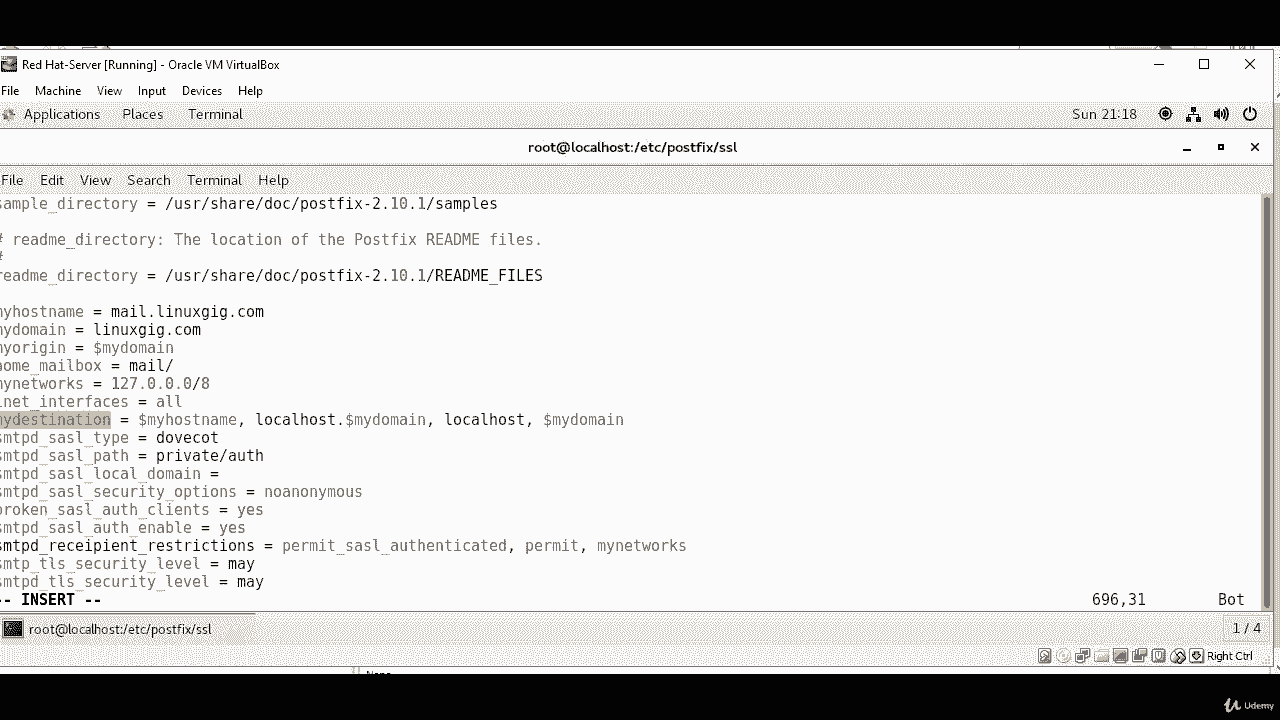 Red Hat-Server [Running] - Oracle VM VirtualBox
File Machine View Input Devices Help
Applications Places Terminal Sun 21:18
root@localhost:/etc/postfix/ssl
File Edit View Search Terminal Help
sample_directory = /usr/share/doc/postfix-2.10.1/samples
# readme_directory: The location of the Postfix README files.
#
readme_directory = /usr/share/doc/postfix-2.10.1/README_FILES
myhostname = mail.linuxgig.com
mydomain = linuxgig.com
myorigin = $mydomain
home_mailbox = mail/
mynetworks = 127.0.0.0/8
inet_interfaces = all
mydestination = $myhostname, localhost.$mydomain, localhost, $mydomain
smtpd_sasl_type = dovecot
smtpd_sasl_path = private/auth
smtpd_sasl_local_domain =
smtpd_sasl_security_options = noanonymous
broken_sasl_auth_clients = yes
smtpd_sasl_auth_enable = yes
smtpd_receipient_restrictions = permit_sasl_authenticated, permit, mynetworks
smtp_tls_security_level = may
smtpd_tls_security_level = may
-- INSERT -- 696,31 Bot
root@localhost:/etc/postfix/ssl 1 / 4
Right Ctrl
Udemy